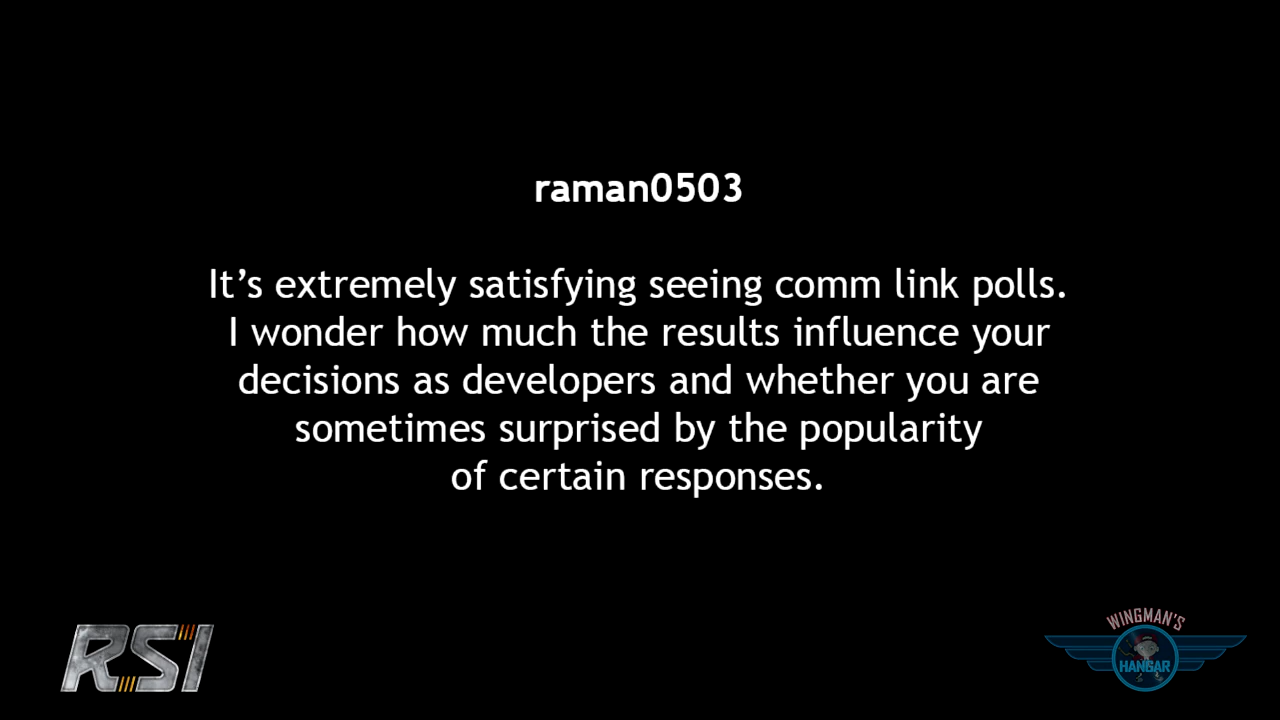 raman0503
It’s extremely satisfying seeing comm link polls.
I wonder how much the results influence your
decisions as developers and whether you are
sometimes surprised by the popularity
of certain responses.
RSI
WINGMAN'S
HANGAR